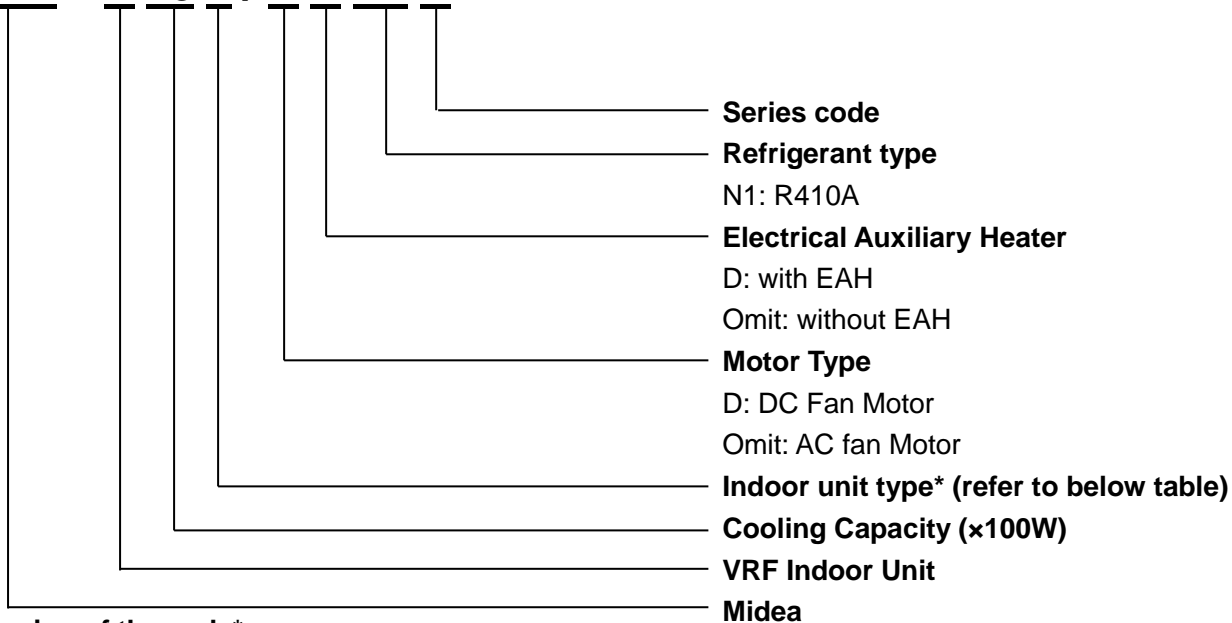 Series code
Refrigerant type
N1: R410A
Electrical Auxiliary Heater
D: with EAH
Omit: without EAH
Motor Type
D: DC Fan Motor
Omit: AC fan Motor
Indoor unit type* (refer to below table)
Cooling Capacity (×100W)
VRF Indoor Unit
Midea